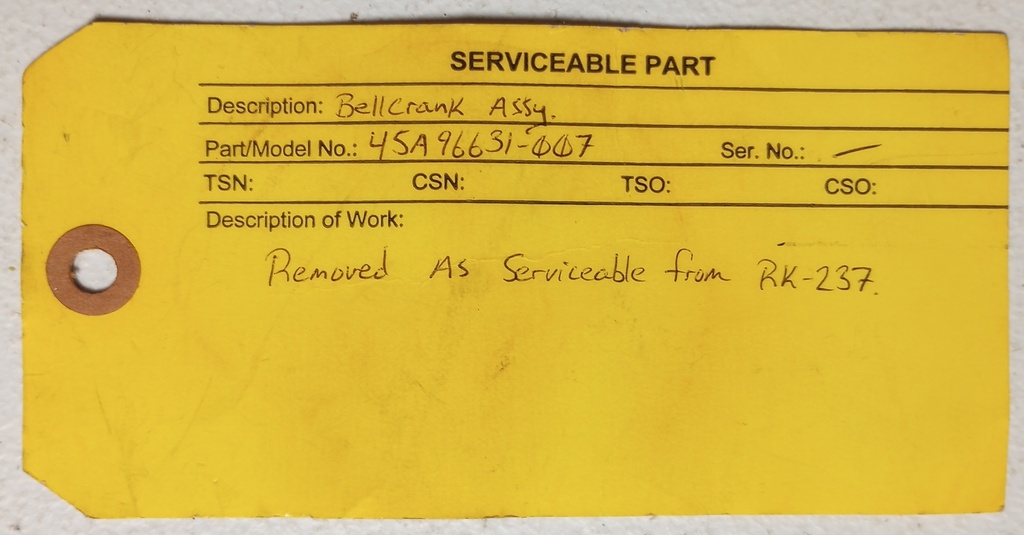 SERVICEABLE PART
Description: Bellcrank Assy.
Part/Model No.: 45A96631-007 Ser. No.: —
TSN: CSN: TSO: CSO:
Description of Work:
Removed As Serviceable from RK-237.